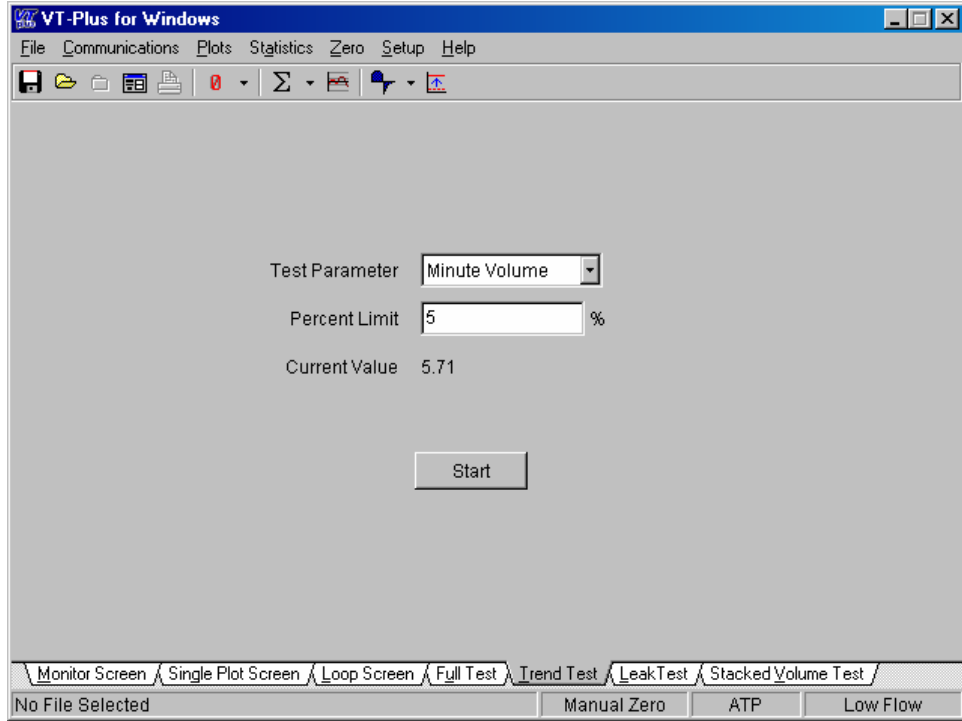 VT-Plus for Windows
File Communications Plots Statistics Zero Setup Help
0 Σ
Test Parameter Minute Volume
Percent Limit 5 %
Current Value 5.71
Start
Monitor Screen Single Plot Screen Loop Screen Full Test Trend Test LeakTest Stacked Volume Test
No File Selected Manual Zero ATP Low Flow